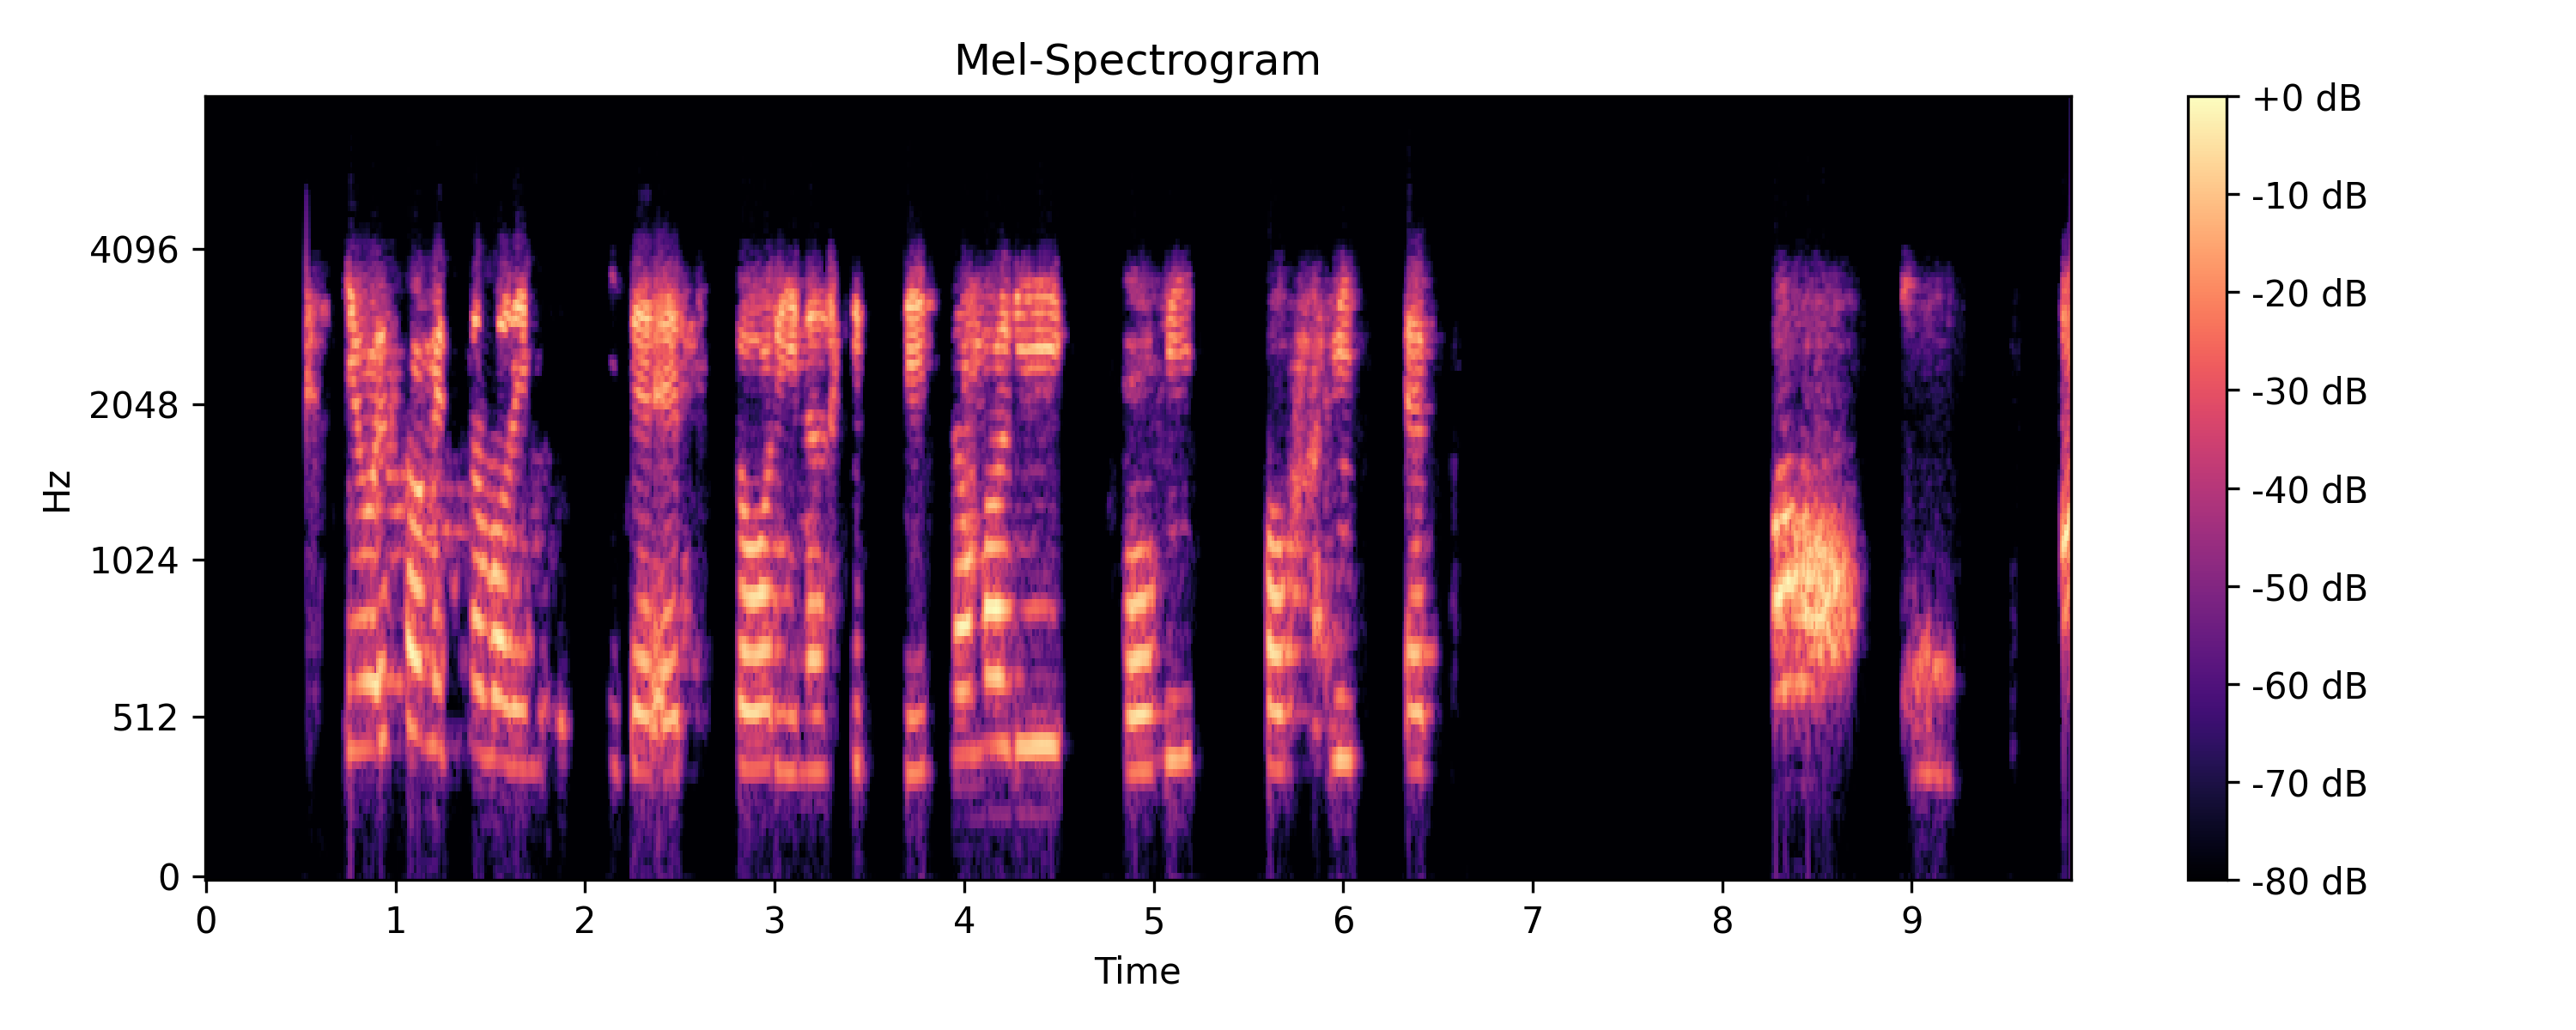 Mel-Spectrogram
+0 dB
-10 dB
-20 dB
-30 dB
-40 dB
-50 dB
-60 dB
-70 dB
-80 dB
4096
2048
1024
512
0
Hz
0 1 2 3 4 5 6 7 8 9
Time